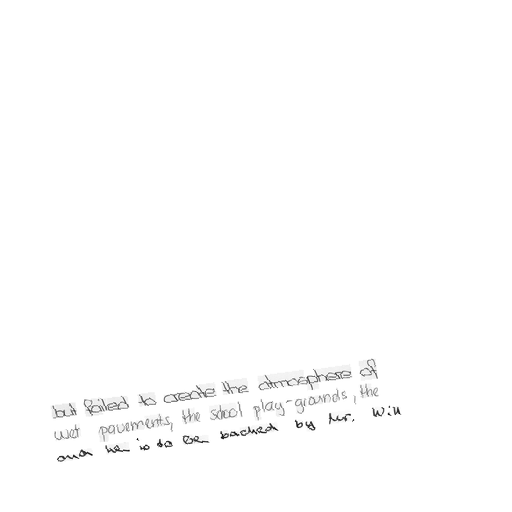 but failed to create the atmosphere of
wet pavements, the school play-grounds, the
and he is to be backed by Mr. Will